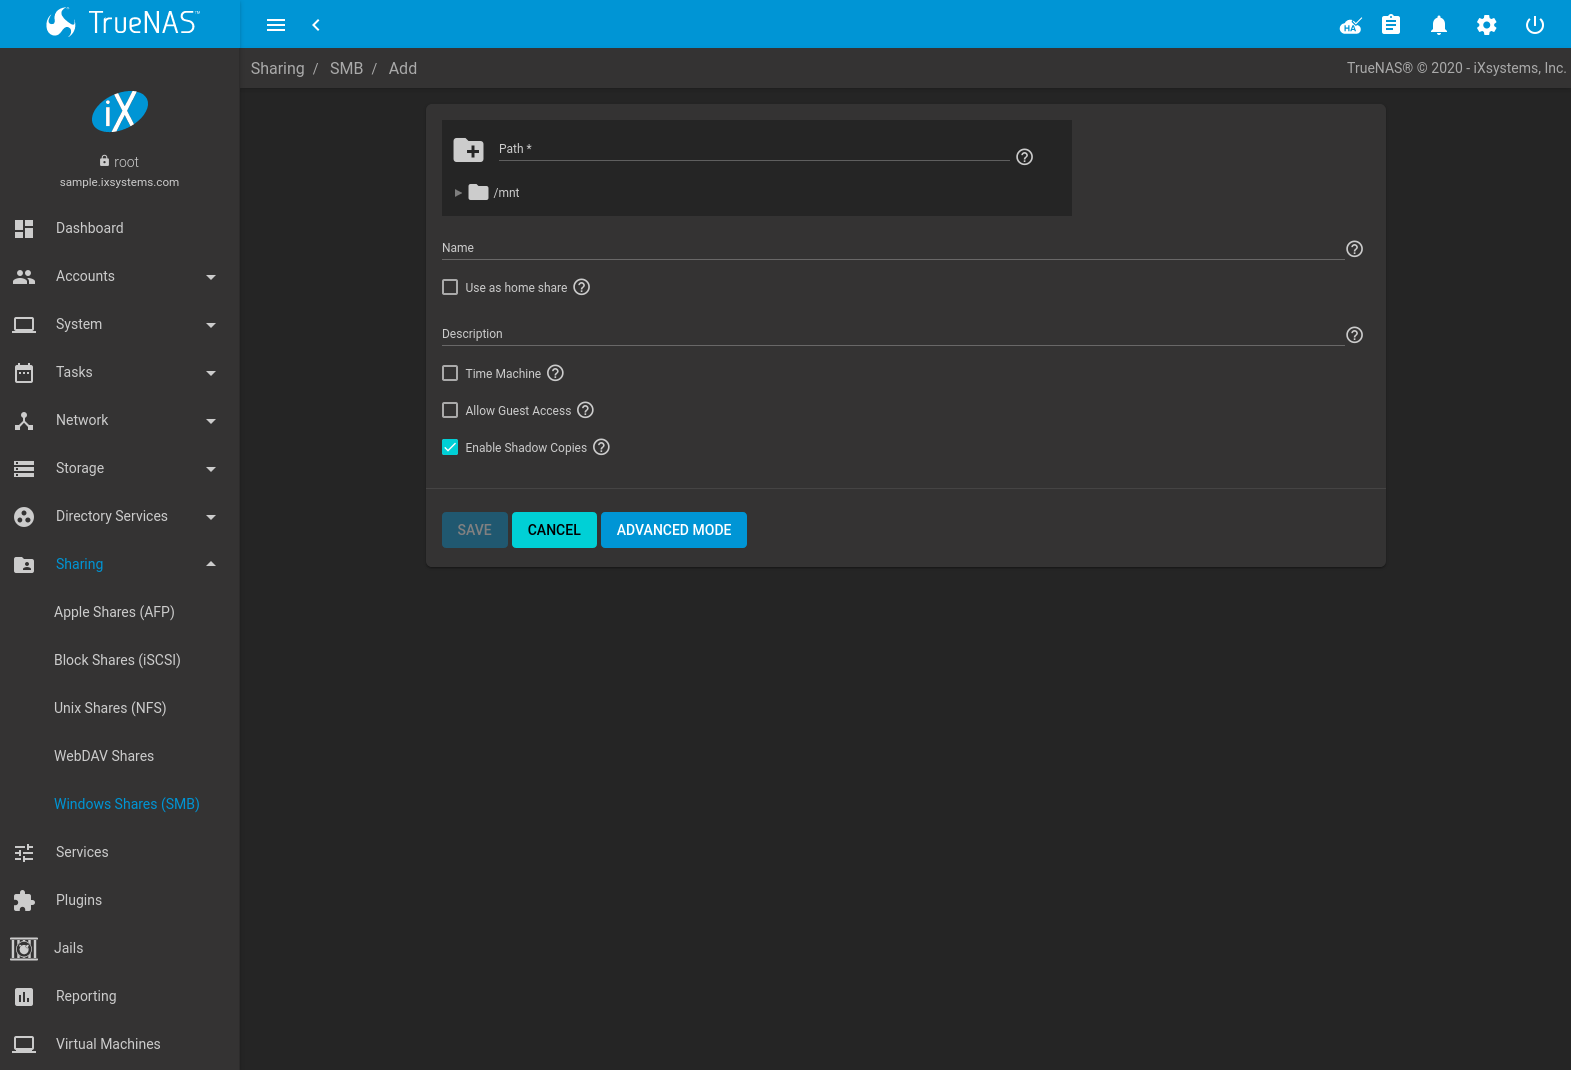 TrueNAS™
Sharing / SMB / Add
TrueNAS® © 2020 - iXsystems, Inc.
HA
iX
root
sample.ixsystems.com
Dashboard
Accounts
System
Tasks
Network
Storage
Directory Services
Sharing
Apple Shares (AFP)
Block Shares (iSCSI)
Unix Shares (NFS)
WebDAV Shares
Windows Shares (SMB)
Services
Plugins
Jails
Reporting
Virtual Machines
Path *
/mnt
Name
Use as home share
Description
Time Machine
Allow Guest Access
Enable Shadow Copies
SAVE CANCEL ADVANCED MODE